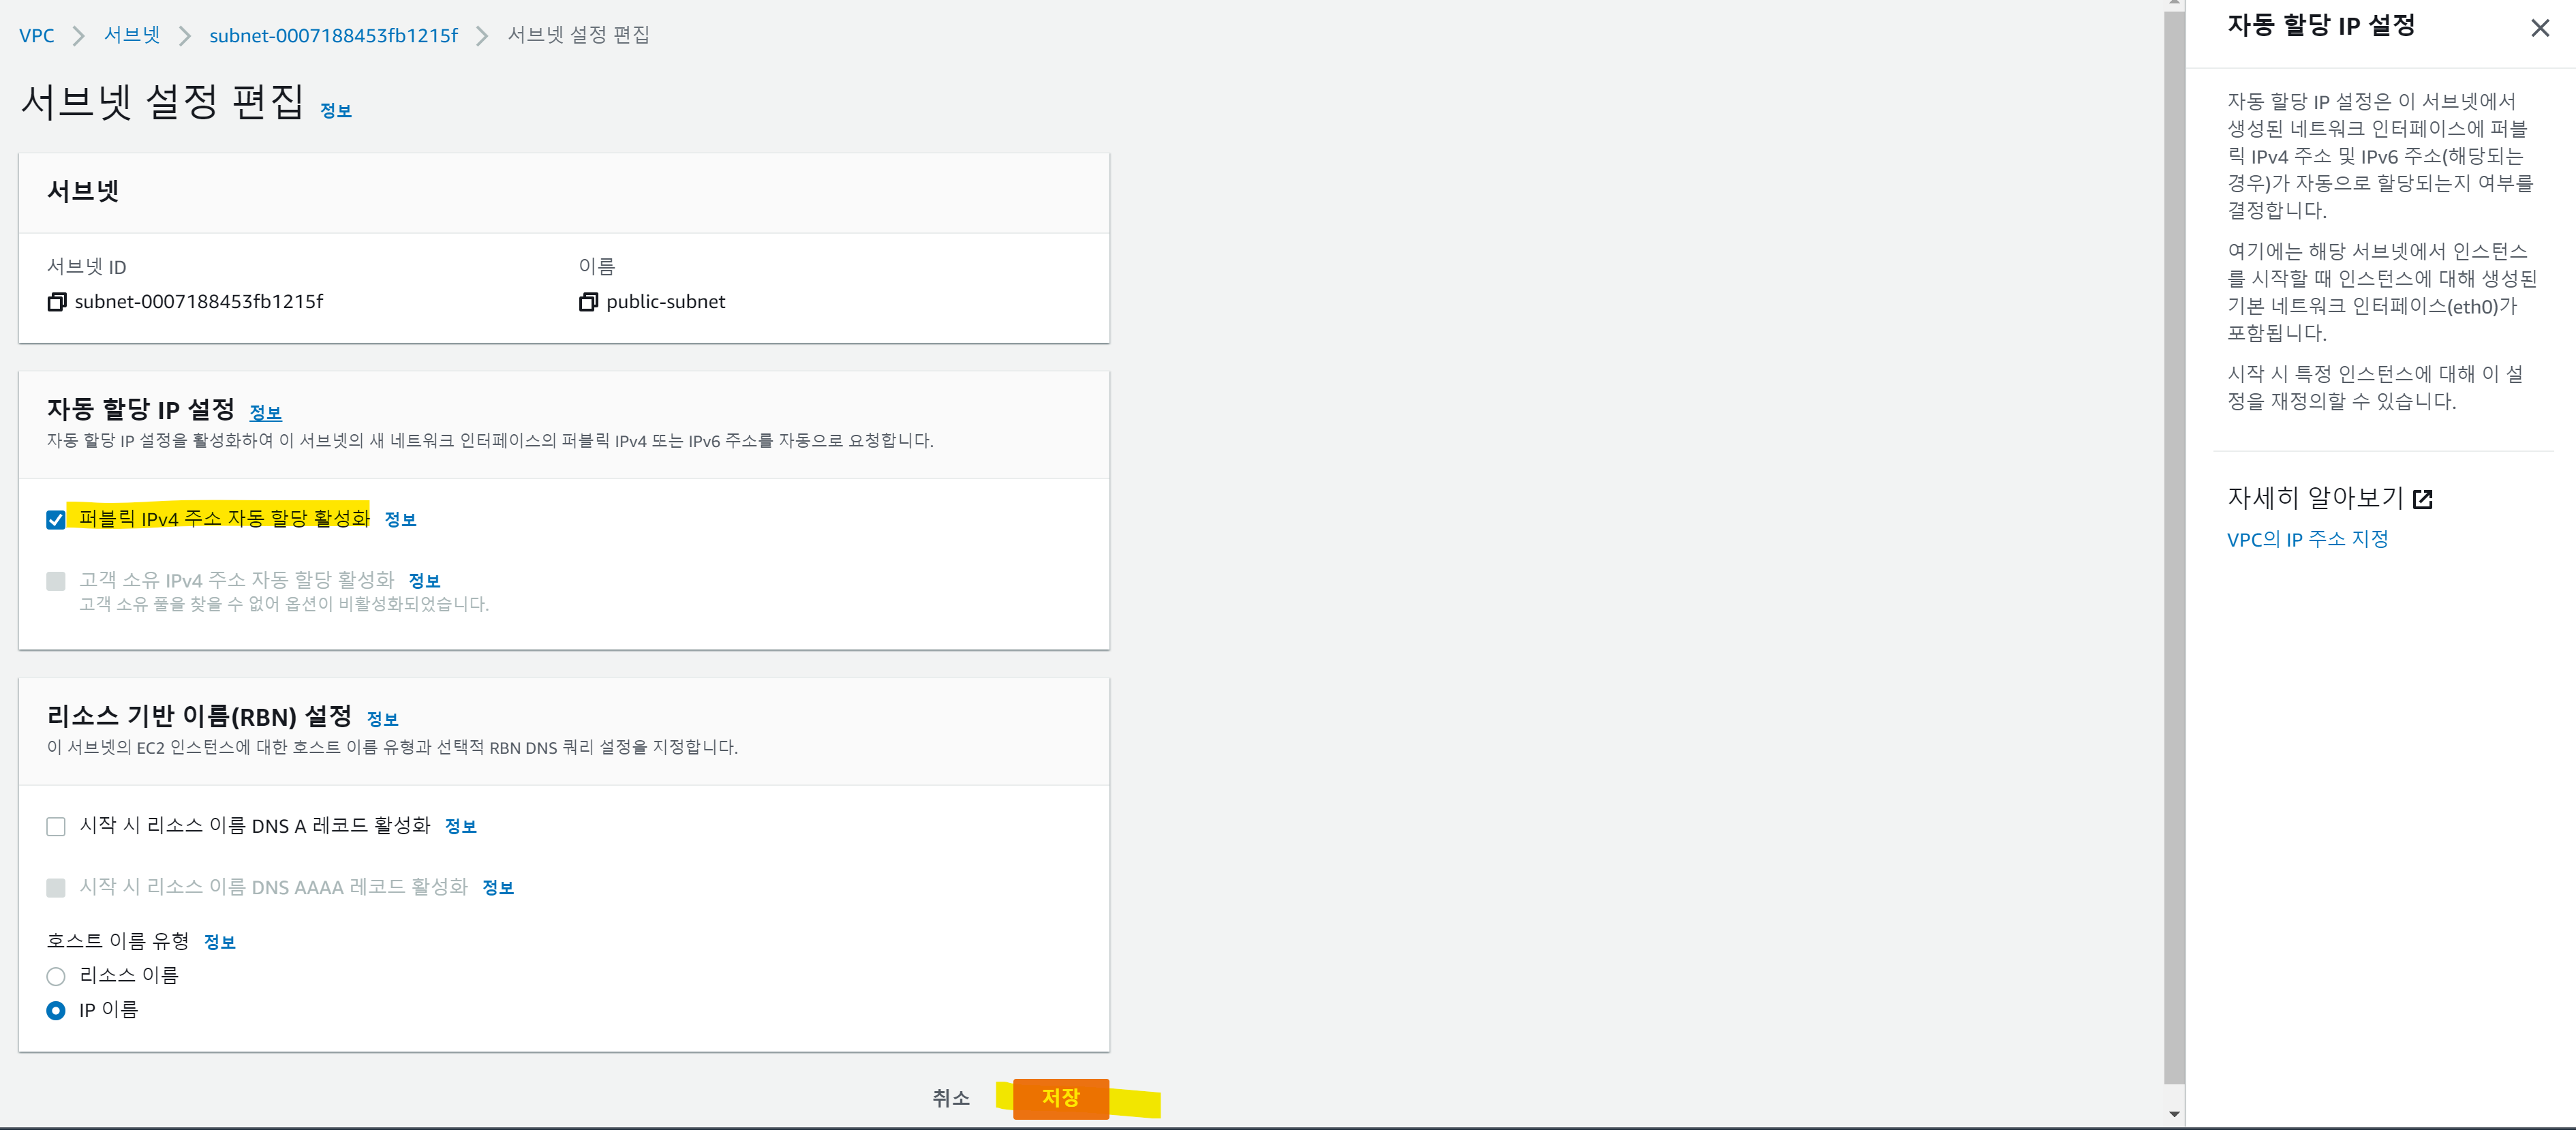 VPC > 서브넷 > subnet-0007188453fb1215f > 서브넷 설정 편집
서브넷 설정 편집 정보
서브넷
서브넷 ID
subnet-0007188453fb1215f
이름
public-subnet
자동 할당 IP 설정 정보
자동 할당 IP 설정을 활성화하여 이 서브넷의 새 네트워크 인터페이스의 퍼블릭 IPv4 또는 IPv6 주소를 자동으로 요청합니다.
퍼블릭 IPv4 주소 자동 할당 활성화 정보
고객 소유 IPv4 주소 자동 할당 활성화 정보
고객 소유 풀을 찾을 수 없어 옵션이 비활성화되었습니다.
리소스 기반 이름(RBN) 설정 정보
이 서브넷의 EC2 인스턴스에 대한 호스트 이름 유형과 선택적 RBN DNS 쿼리 설정을 지정합니다.
시작 시 리소스 이름 DNS A 레코드 활성화 정보
시작 시 리소스 이름 DNS AAAA 레코드 활성화 정보
호스트 이름 유형 정보
리소스 이름
IP 이름
취소 저장
자동 할당 IP 설정
자동 할당 IP 설정은 이 서브넷에서
생성된 네트워크 인터페이스에 퍼블
릭 IPv4 주소 및 IPv6 주소(해당되는
경우)가 자동으로 할당되는지 여부를
결정합니다.
여기에는 해당 서브넷에서 인스턴스
를 시작할 때 인스턴스에 대해 생성된
기본 네트워크 인터페이스(eth0)가
포함됩니다.
시작 시 특정 인스턴스에 대해 이 설
정을 재정의할 수 있습니다.
자세히 알아보기
VPC의 IP 주소 지정